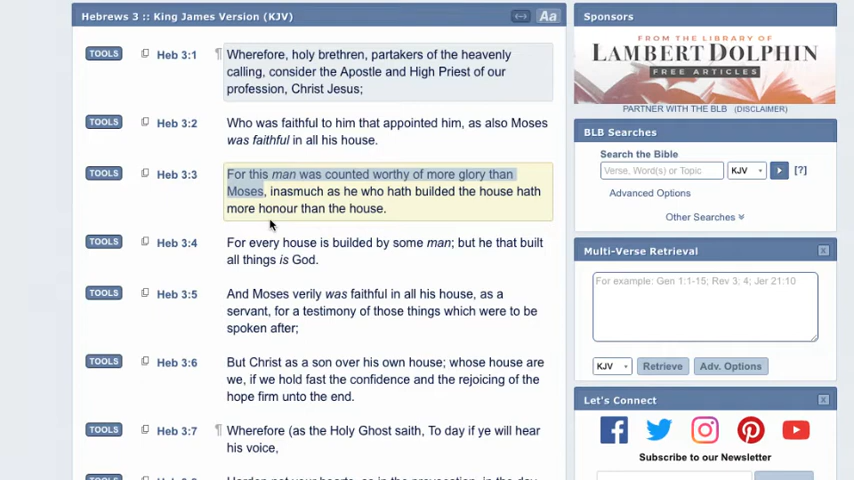 Hebrews 3 :: King James Version (KJV)
Aa
TOOLS Heb 3:1 ¶ Wherefore, holy brethren, partakers of the heavenly
calling, consider the Apostle and High Priest of our
profession, Christ Jesus;
TOOLS Heb 3:2 Who was faithful to him that appointed him, as also Moses
was faithful in all his house.
TOOLS Heb 3:3 For this man was counted worthy of more glory than
Moses, inasmuch as he who hath builded the house hath
more honour than the house.
TOOLS Heb 3:4 For every house is builded by some man; but he that built
all things is God.
TOOLS Heb 3:5 And Moses verily was faithful in all his house, as a
servant, for a testimony of those things which were to be
spoken after;
TOOLS Heb 3:6 But Christ as a son over his own house; whose house are
we, if we hold fast the confidence and the rejoicing of the
hope firm unto the end.
TOOLS Heb 3:7 ¶ Wherefore (as the Holy Ghost saith, To day if ye will hear
his voice,
Sponsors
FROM THE LIBRARY OF
LAMBERT DOLPHIN
FREE ARTICLES
PARTNER WITH THE BLB (DISCLAIMER)
BLB Searches
Search the Bible
Verse, Word(s) or Topic KJV [?]
Advanced Options
Other Searches
Multi-Verse Retrieval
For example: Gen 1:1-15; Rev 3; 4; Jer 21:10
KJV Retrieve Adv. Options
Let's Connect
Subscribe to our Newsletter